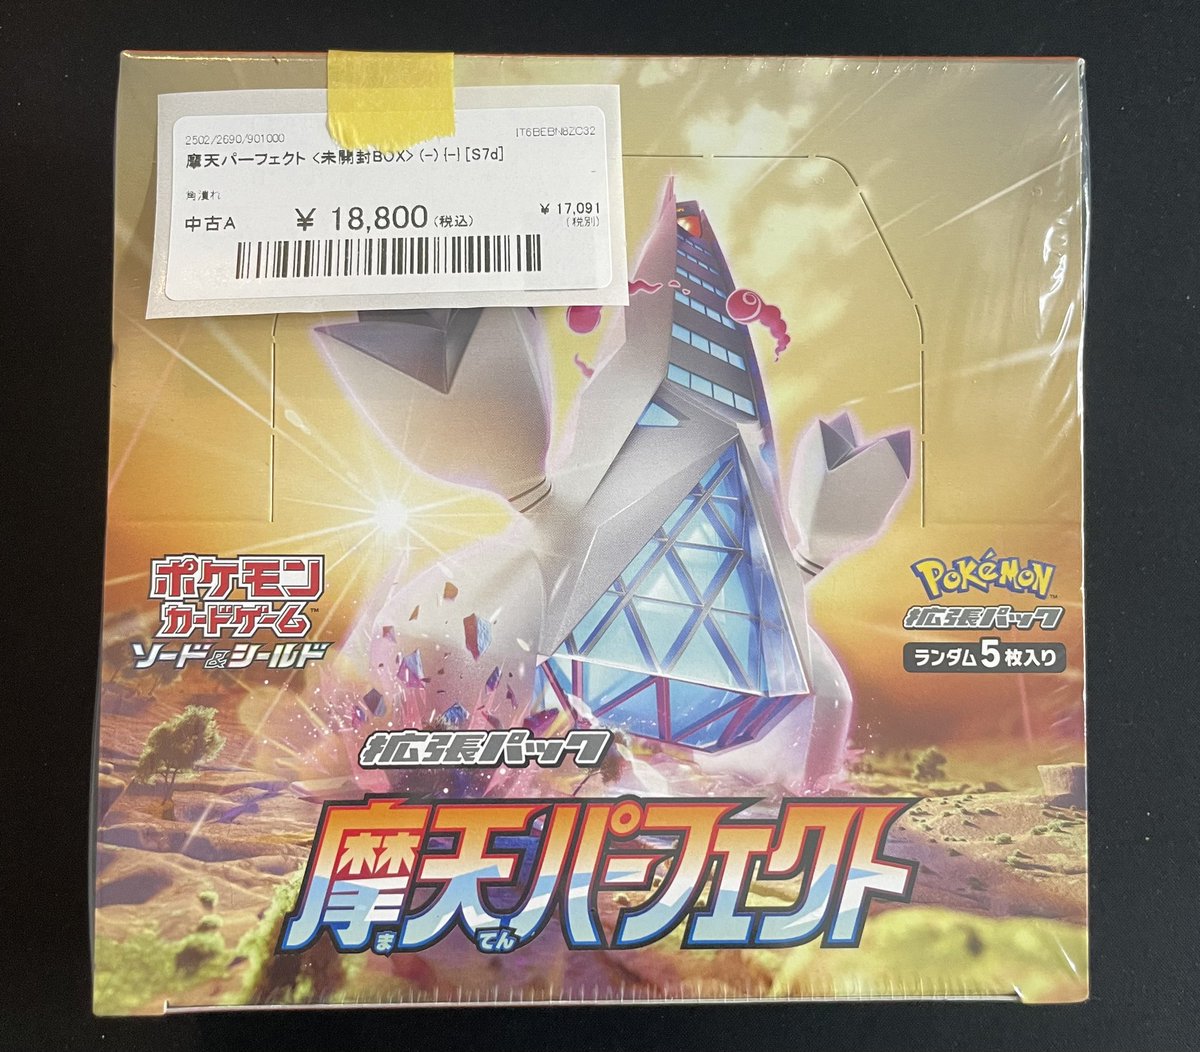 2502/2690/901000
IT6BEBN8ZC32
摩天パーフェクト <未開封BOX> (-) {-} [S7d]
角潰れ
中古A
¥ 18,800 (税込)
¥ 17,091
(税別)
ポケモン
カードゲーム™
ソード&シールド
POKéMON™
拡張パック
ランダム5枚入り
拡張パック
摩天パーフェクト
まてん